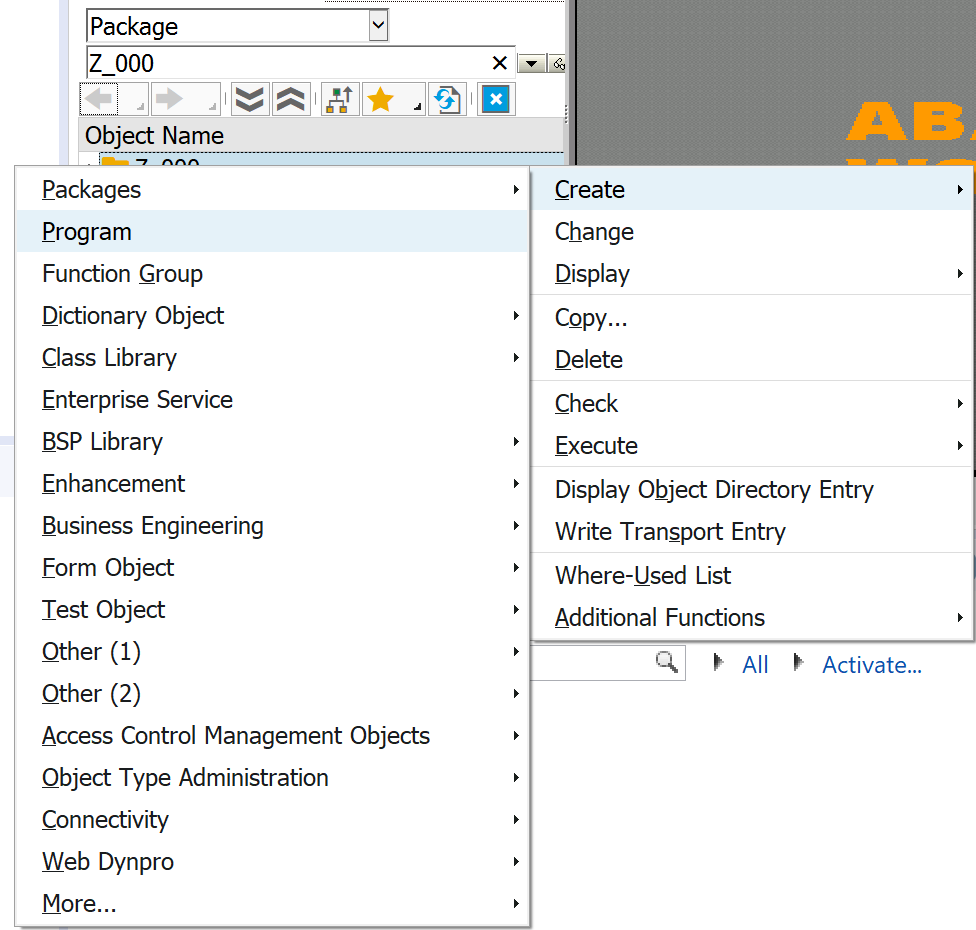 Package
Z_000
Object Name
Z_000
Packages
Program
Function Group
Dictionary Object
Class Library
Enterprise Service
BSP Library
Enhancement
Business Engineering
Form Object
Test Object
Other (1)
Other (2)
Access Control Management Objects
Object Type Administration
Connectivity
Web Dynpro
More...
Create
Change
Display
Copy...
Delete
Check
Execute
Display Object Directory Entry
Write Transport Entry
Where-Used List
Additional Functions
ABA
All
Activate...